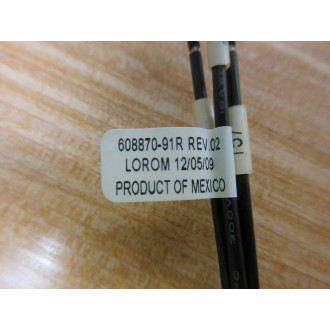 608870-91R REV.02
LOROM 12/05/09
PRODUCT OF MEXICO